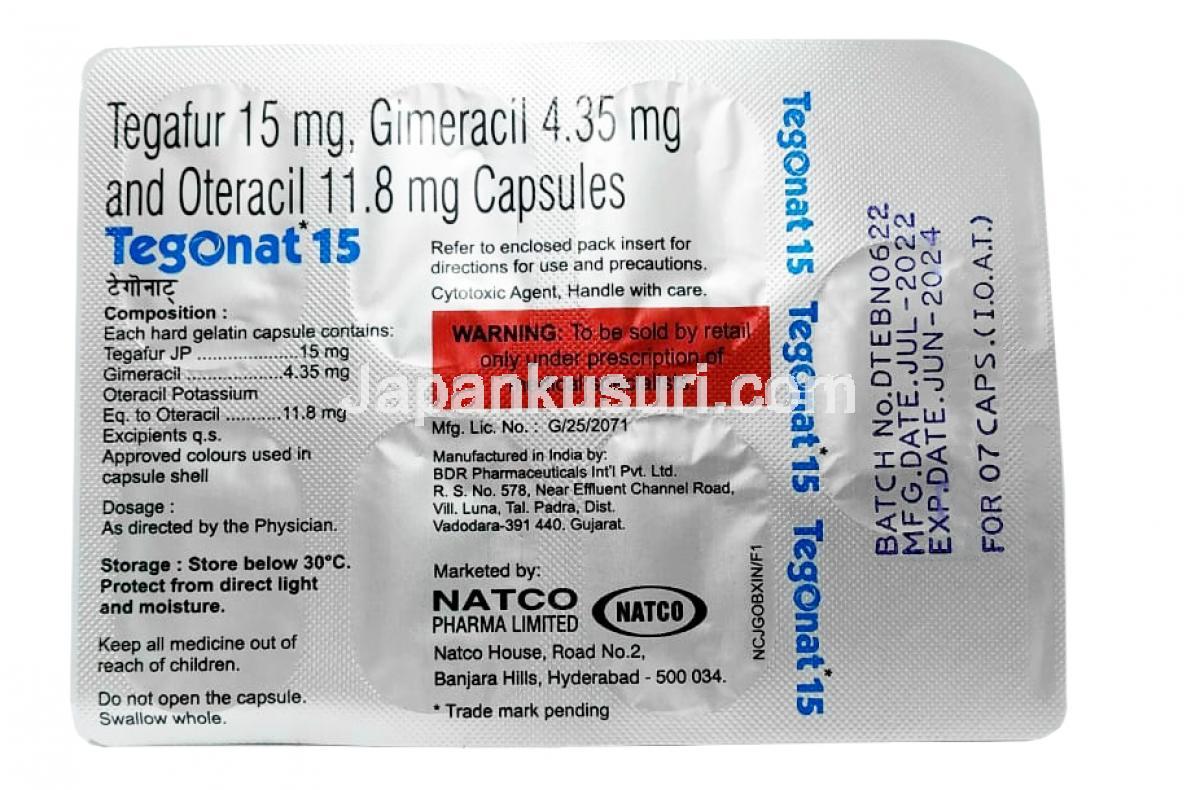 Tegafur 15 mg, Gimeracil 4.35 mg
and Oteracil 11.8 mg Capsules
Tegonat*15
टेगोनाट्
Composition :
Each hard gelatin capsule contains:
Tegafur JP ..................15 mg
Gimeracil .................4.35 mg
Oteracil Potassium
Eq. to Oteracil ..........11.8 mg
Excipients q.s.
Approved colours used in
capsule shell
Dosage :
As directed by the Physician.
Storage : Store below 30°C.
Protect from direct light
and moisture.
Keep all medicine out of
reach of children.
Do not open the capsule.
Swallow whole.
Refer to enclosed pack insert for
directions for use and precautions.
Cytotoxic Agent, Handle with care.
WARNING: To be sold by retail
only under prescription of
Japankusuri.com
Mfg. Lic. No. : G/25/2071
Manufactured in India by:
BDR Pharmaceuticals Int'l Pvt. Ltd.
R. S. No. 578, Near Effluent Channel Road,
Vill. Luna, Tal. Padra, Dist.
Vadodara-391 440. Gujarat.
Marketed by:
NATCO
PHARMA LIMITED
NATCO
Natco House, Road No.2,
Banjara Hills, Hyderabad - 500 034.
* Trade mark pending
NCJGOBXIN/F1
Tegonat*15 Tegonat*15 Tegonat*15
BATCH No.DTEBN0622
MFG.DATE.JUL-2022
EXP.DATE.JUN-2024
FOR 07 CAPS.(I.O.A.T.)